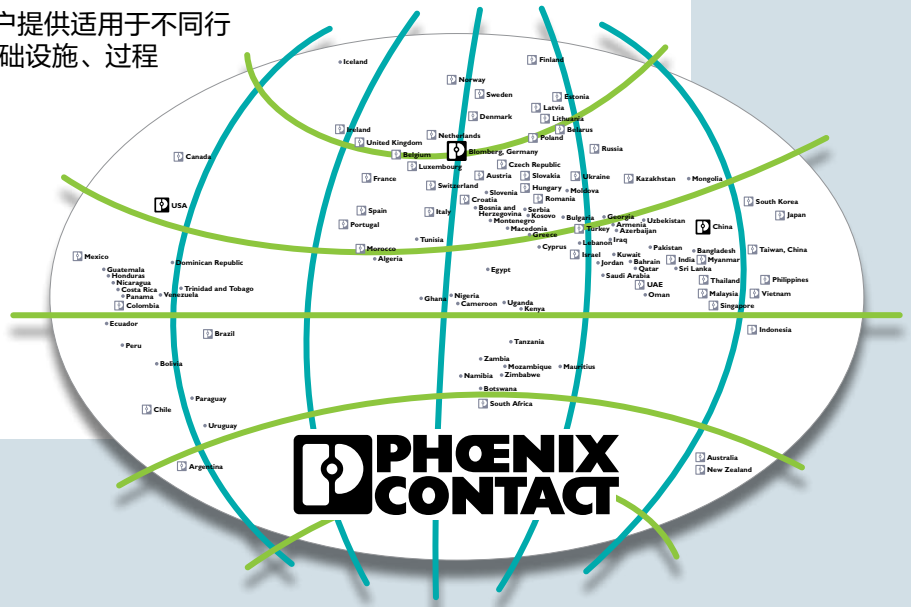 户提供适用于不同行
础设施、过程
Iceland
Finland
Norway
Sweden
Estonia
Latvia
Denmark
Lithuania
Ireland
Belarus
Netherlands
Poland
United Kingdom
Blomberg, Germany
Russia
Belgium
Canada
Luxembourg
Czech Republic
France
Austria
Slovakia
Ukraine
Kazakhstan
Mongolia
Switzerland
Hungary
Moldova
Slovenia
Croatia
Romania
USA
South Korea
Spain
Italy
Bosnia and
Herzegovina
Serbia
Kosovo
Japan
Montenegro
Bulgaria
Georgia
Uzbekistan
Portugal
Macedonia
Turkey
Armenia
Azerbaijan
China
Greece
Tunisia
Lebanon
Iraq
Morocco
Cyprus
Pakistan
Bangladesh
Taiwan, China
Mexico
Algeria
Israel
Kuwait
India
Myanmar
Dominican Republic
Jordan
Bahrain
Guatemala
Egypt
Qatar
Sri Lanka
Honduras
Saudi Arabia
Nicaragua
UAE
Thailand
Philippines
Costa Rica
Trinidad and Tobago
Panama
Venezuela
Ghana
Nigeria
Oman
Malaysia
Vietnam
Colombia
Cameroon
Uganda
Kenya
Singapore
Ecuador
Brazil
Indonesia
Peru
Tanzania
Bolivia
Zambia
Mozambique
Mauritius
Namibia
Zimbabwe
Botswana
Paraguay
South Africa
Chile
Uruguay
Argentina
Australia
New Zealand
PHŒNIX
CONTACT